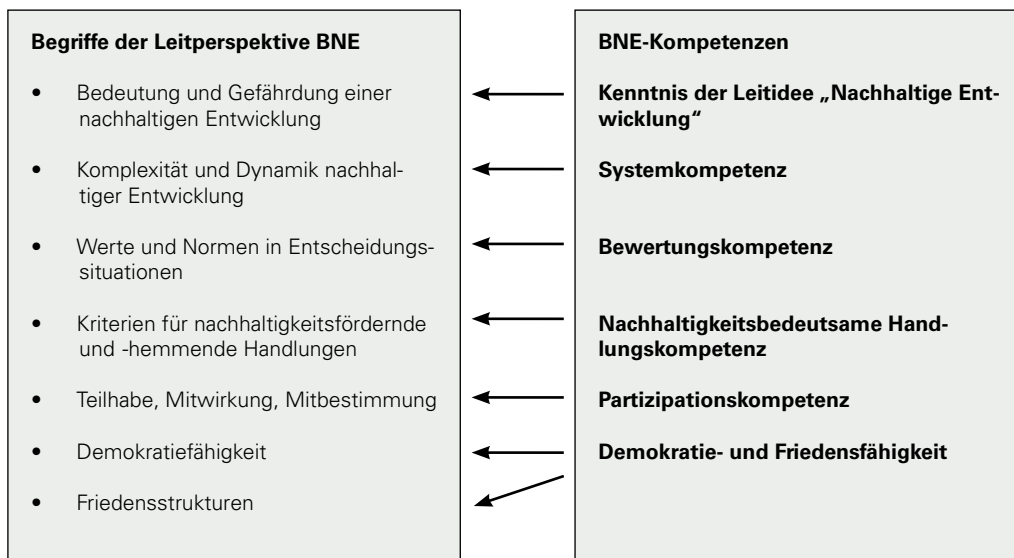 Begriffe der Leitperspektive BNE
• Bedeutung und Gefährdung einer
nachhaltigen Entwicklung
• Komplexität und Dynamik nachhal-
tiger Entwicklung
• Werte und Normen in Entscheidungs-
situationen
• Kriterien für nachhaltigkeitsfördernde
und -hemmende Handlungen
• Teilhabe, Mitwirkung, Mitbestimmung
• Demokratiefähigkeit
• Friedensstrukturen
BNE-Kompetenzen
Kenntnis der Leitidee „Nachhaltige Ent-
wicklung“
Systemkompetenz
Bewertungskompetenz
Nachhaltigkeitsbedeutsame Hand-
lungskompetenz
Partizipationskompetenz
Demokratie- und Friedensfähigkeit